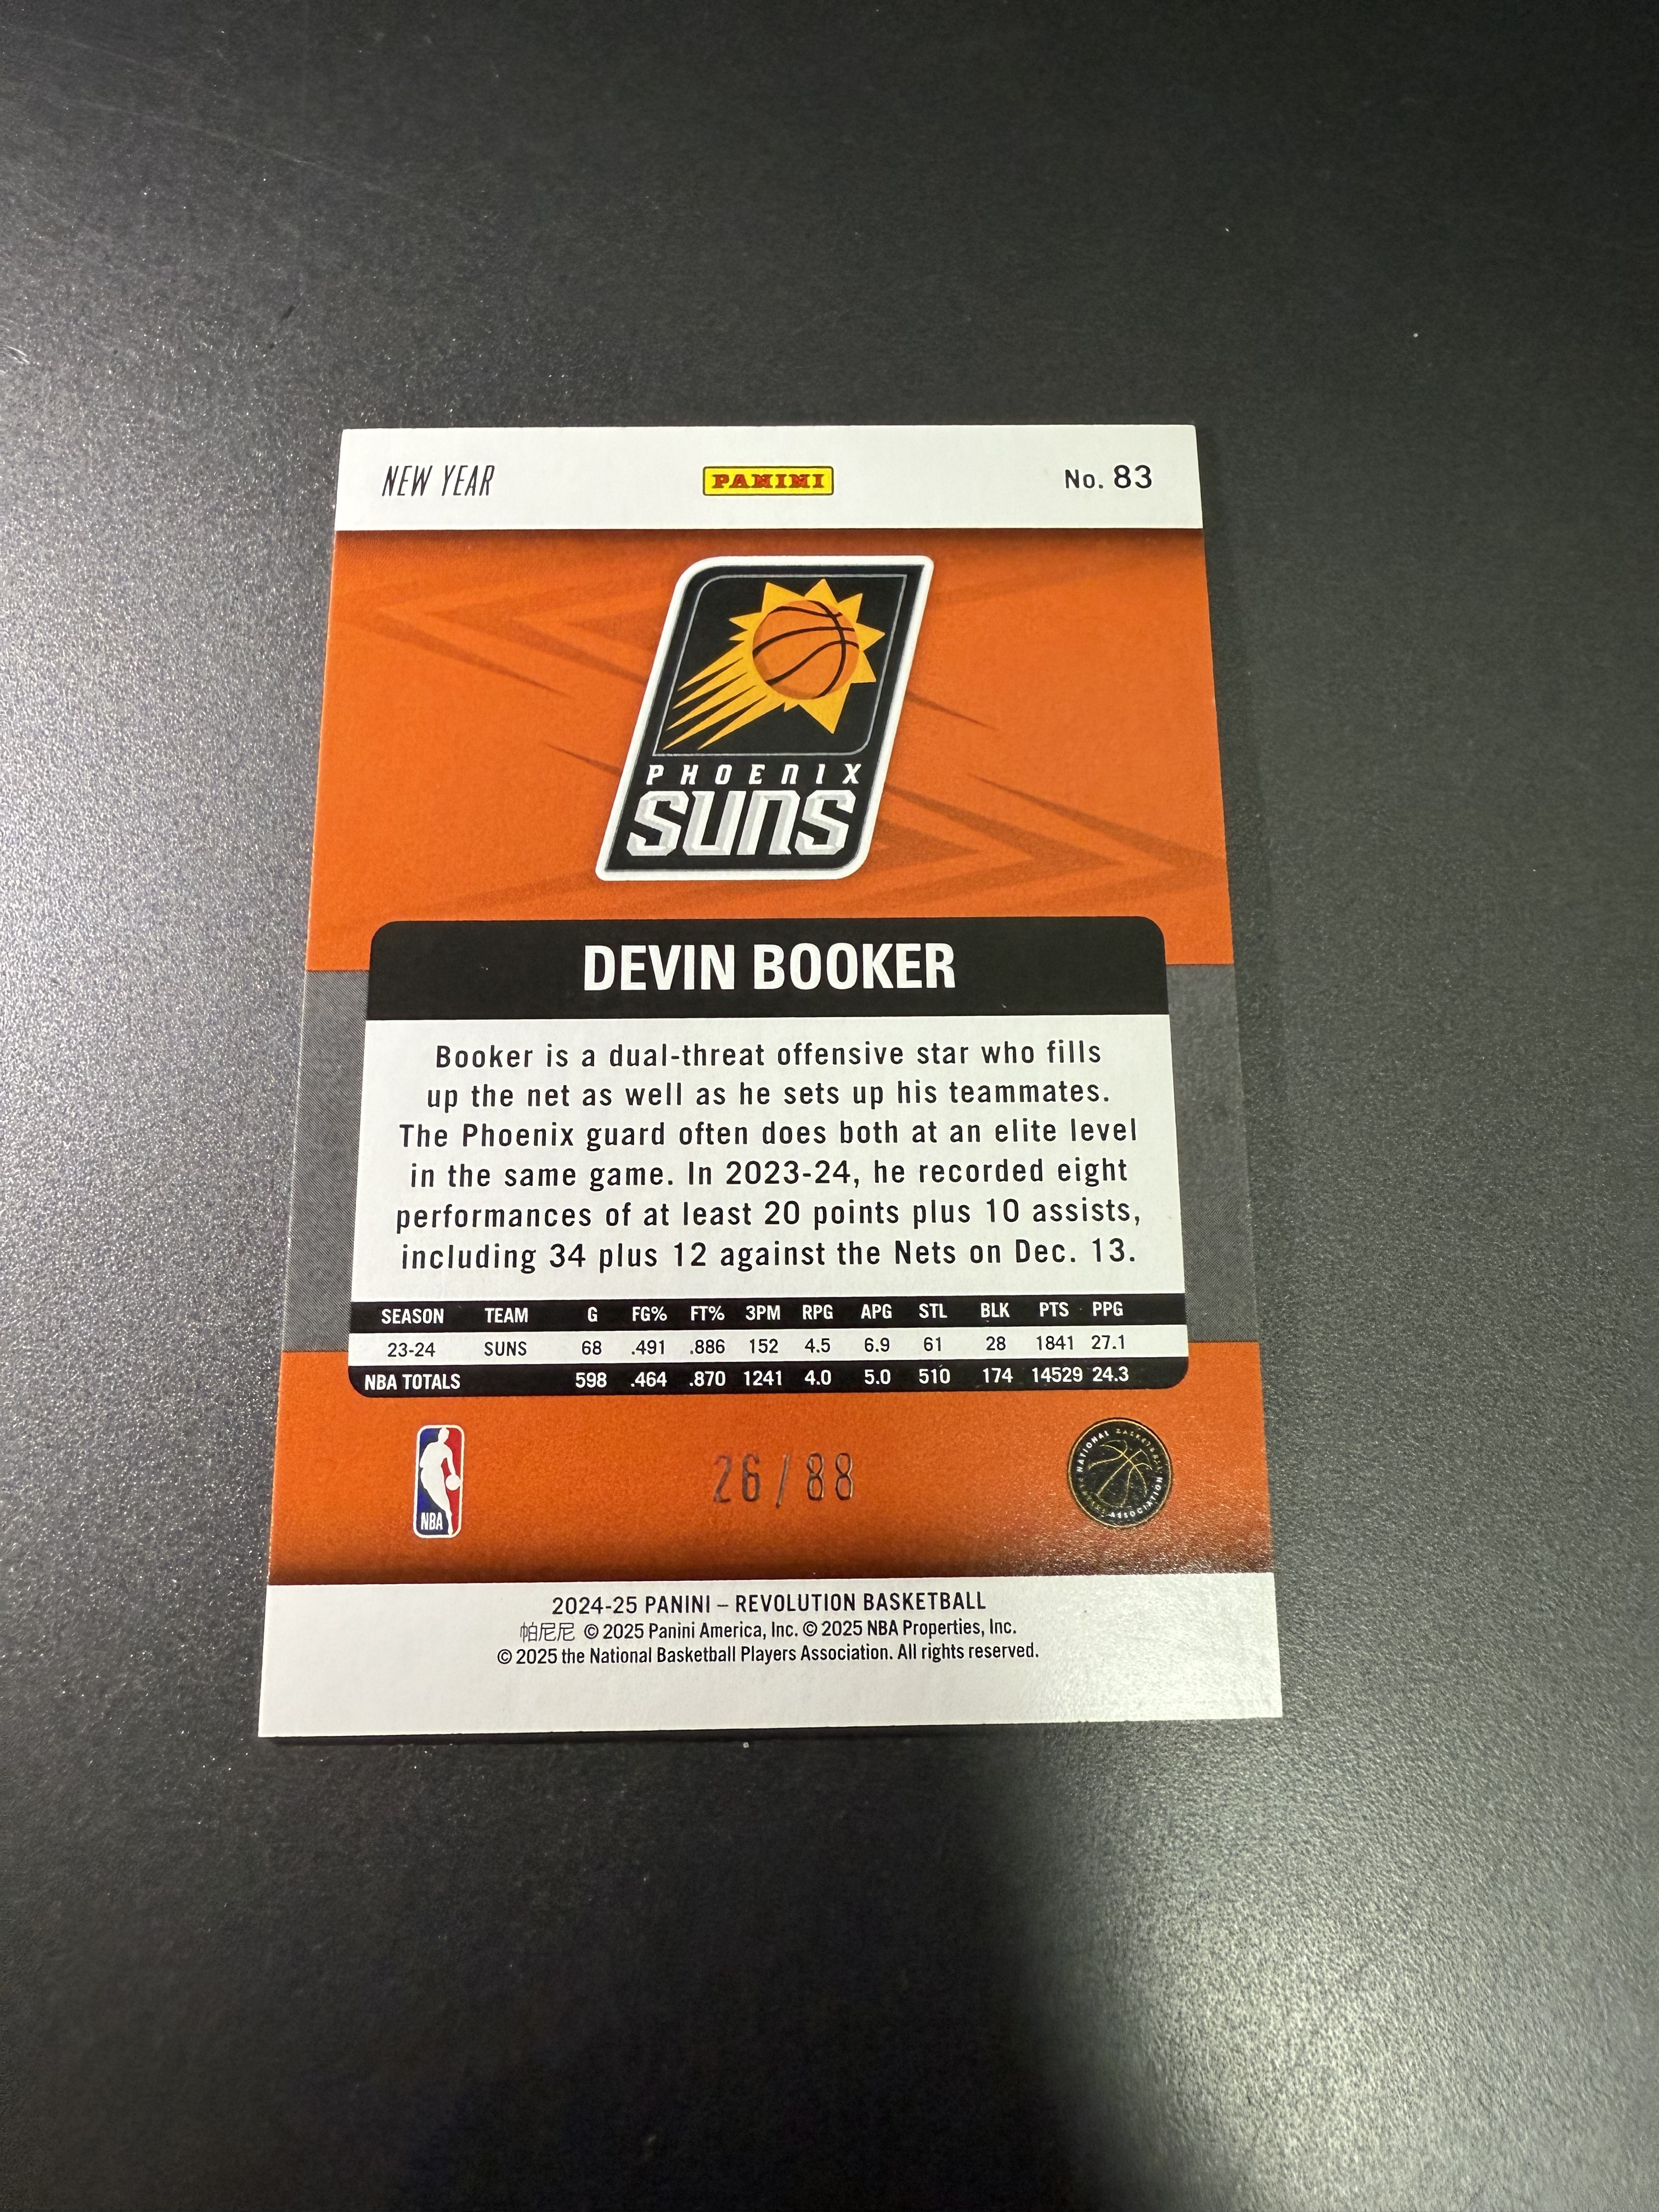 NEW YEAR PANINI No. 83
PHOENIX
SUNS
DEVIN BOOKER
Booker is a dual-threat offensive star who fills
up the net as well as he sets up his teammates.
The Phoenix guard often does both at an elite level
in the same game. In 2023-24, he recorded eight
performances of at least 20 points plus 10 assists,
including 34 plus 12 against the Nets on Dec. 13.
SEASON TEAM G FG% FT% 3PM RPG APG STL BLK PTS PPG
23-24 SUNS 68 .491 .886 152 4.5 6.9 61 28 1841 27.1
NBA TOTALS 598 .464 .870 1241 4.0 5.0 510 174 14529 24.3
NBA
26/88
NATIONAL BASKETBALL PLAYERS ASSOCIATION
2024-25 PANINI – REVOLUTION BASKETBALL
帕尼尼 © 2025 Panini America, Inc. © 2025 NBA Properties, Inc.
© 2025 the National Basketball Players Association. All rights reserved.